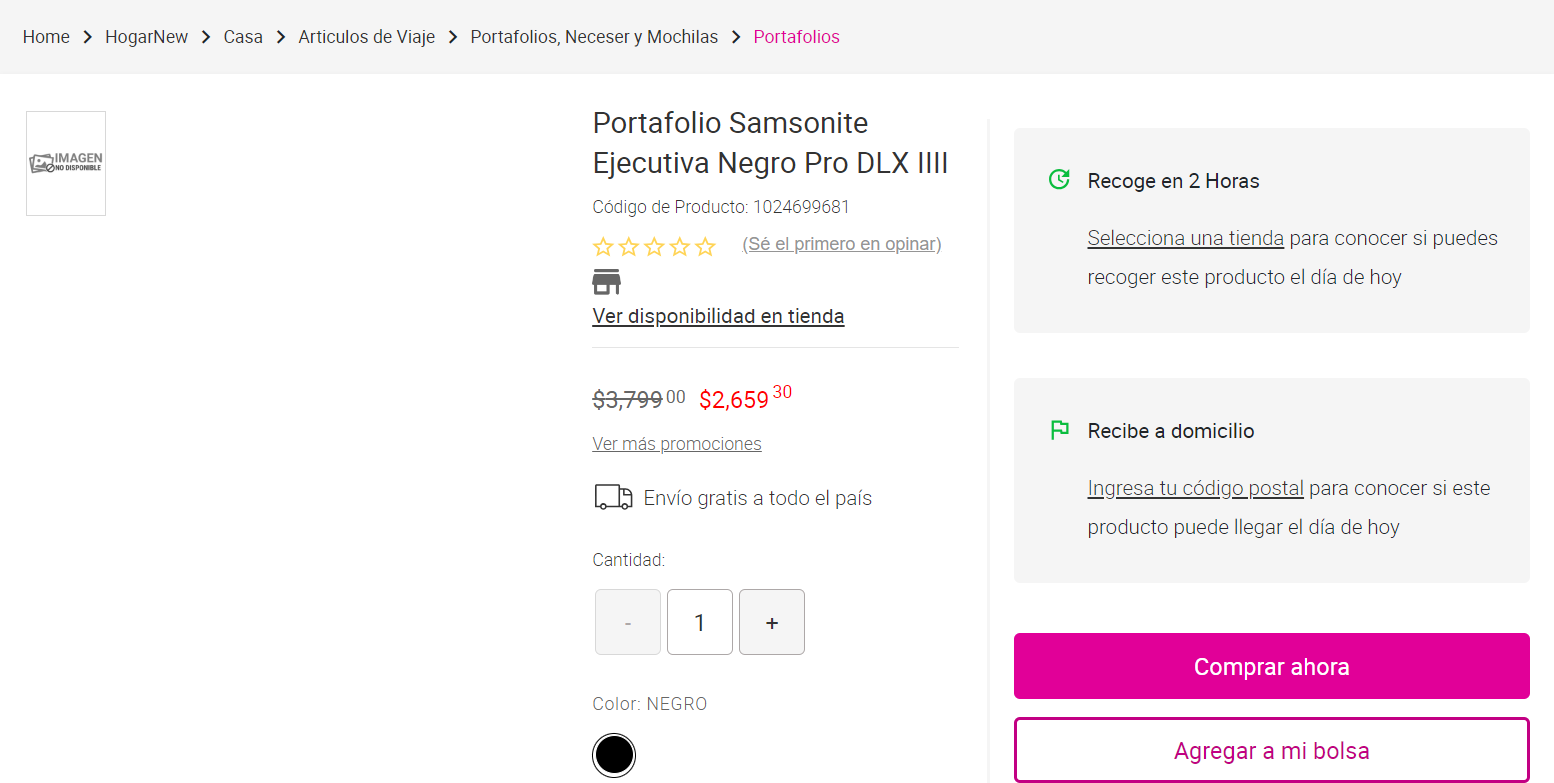 Home > HogarNew > Casa > Articulos de Viaje > Portafolios, Neceser y Mochilas > Portafolios
IMAGEN
NO DISPONIBLE
Portafolio Samsonite
Ejecutiva Negro Pro DLX IIII
Código de Producto: 1024699681
(Sé el primero en opinar)
Ver disponibilidad en tienda
$3,799 00 $2,659 30
Ver más promociones
Envío gratis a todo el país
Cantidad:
- 1 +
Color: NEGRO
Recoge en 2 Horas
Selecciona una tienda para conocer si puedes
recoger este producto el día de hoy
Recibe a domicilio
Ingresa tu código postal para conocer si este
producto puede llegar el día de hoy
Comprar ahora
Agregar a mi bolsa